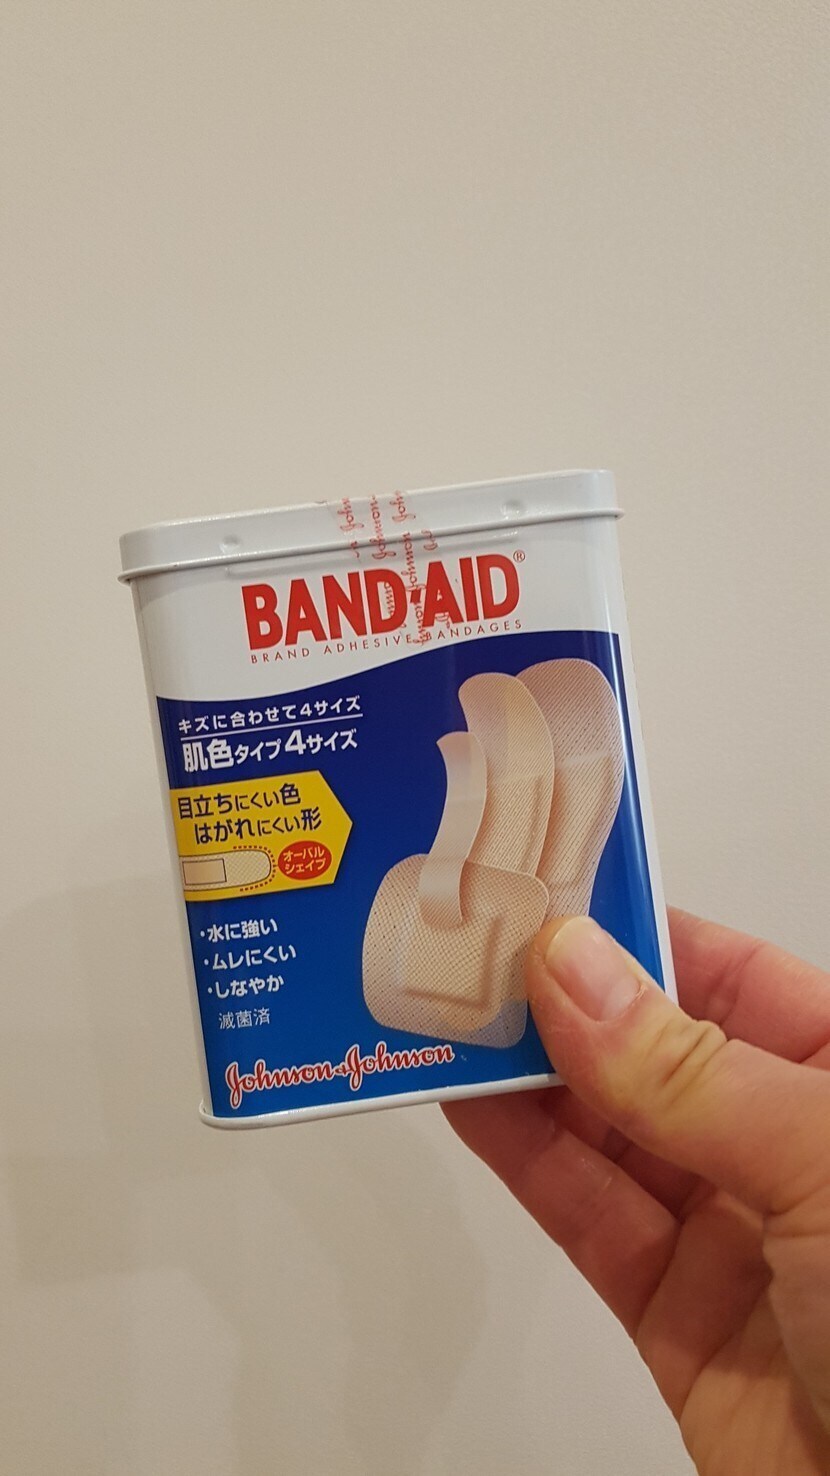 BAND-AID®
BRAND ADHESIVE BANDAGES
キズに合わせて4サイズ
肌色タイプ4サイズ
目立ちにくい色
はがれにくい形
オーバル
シェイプ
・水に強い
・ムレにくい
・しなやか
滅菌済
Johnson&Johnson